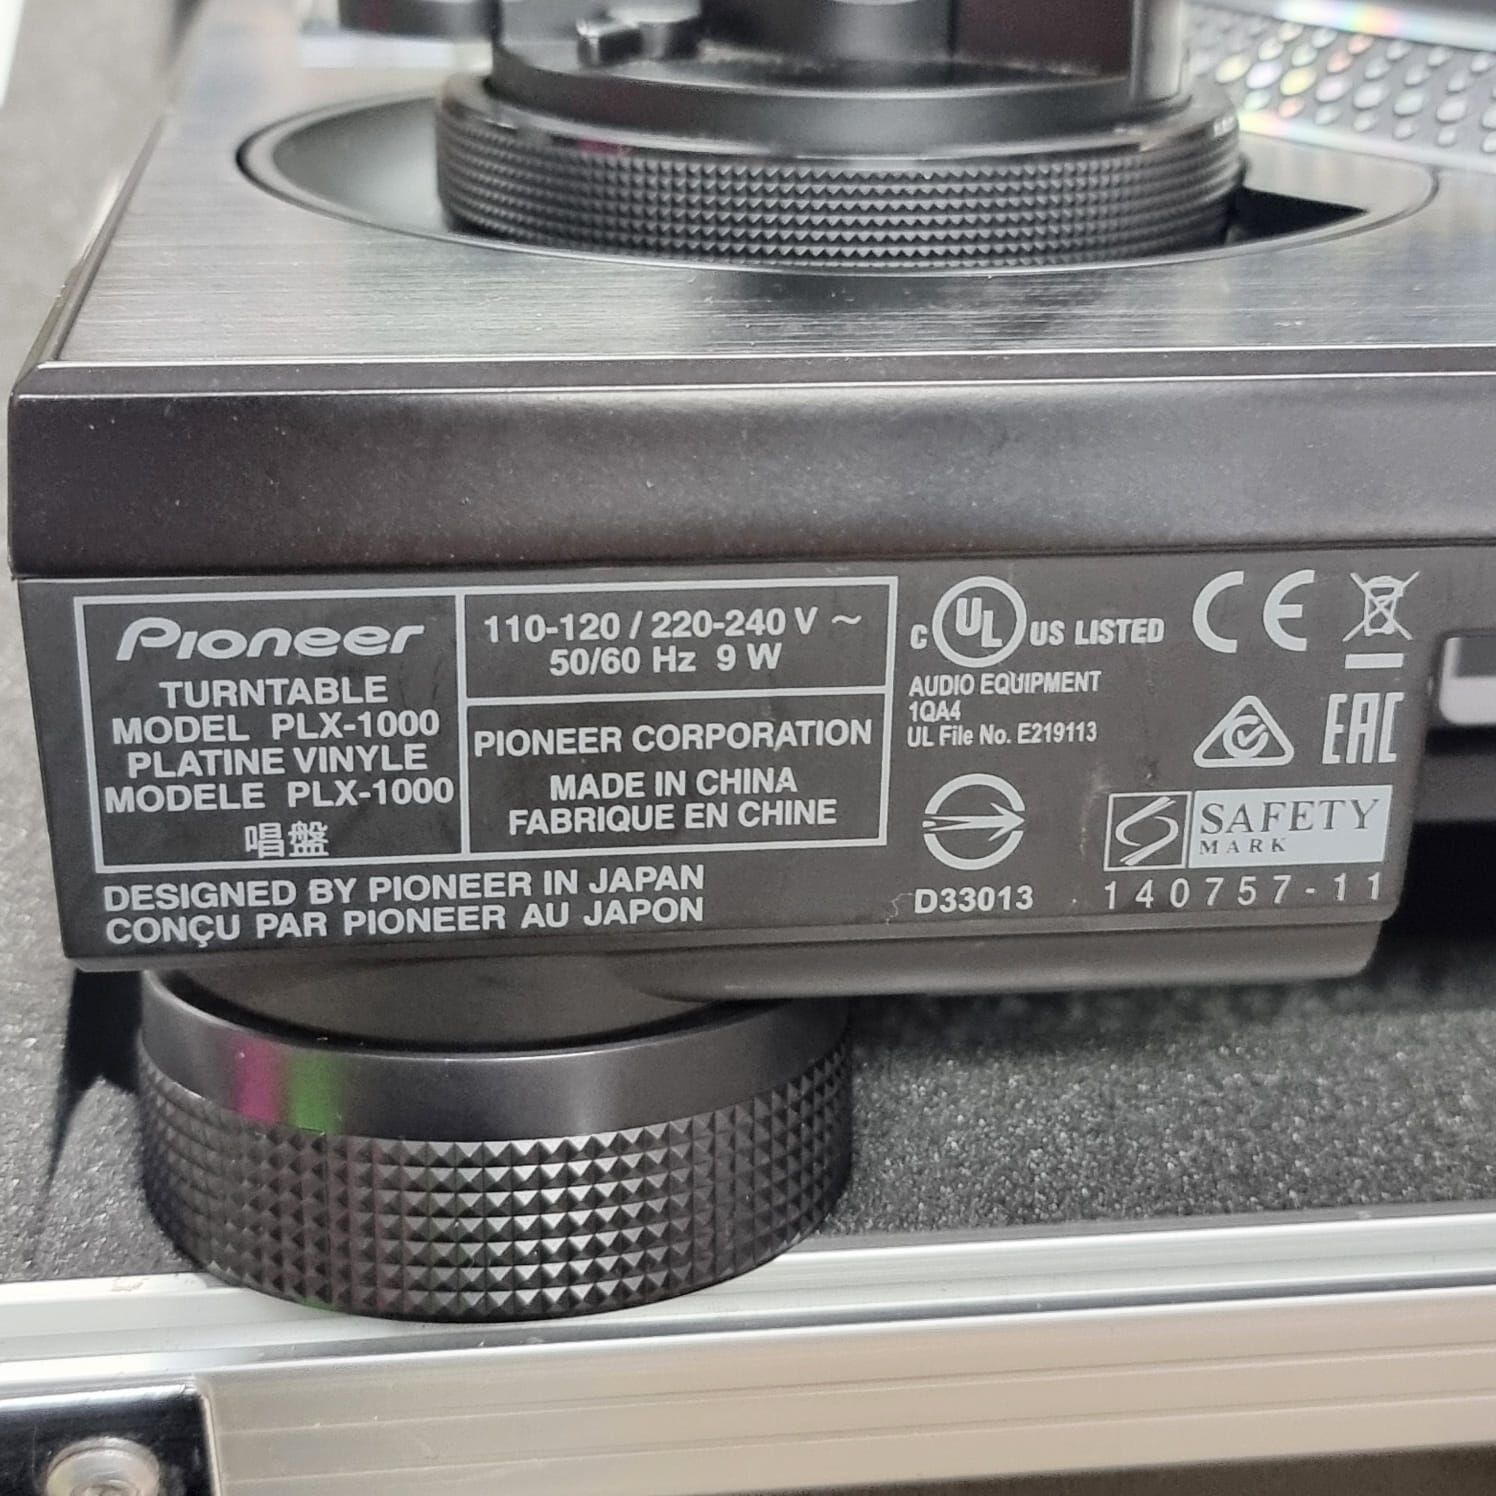 Pioneer
TURNTABLE
MODEL PLX-1000
PLATINE VINYLE
MODELE PLX-1000
唱盤
110-120 / 220-240 V ~
50/60 Hz 9 W
PIONEER CORPORATION
MADE IN CHINA
FABRIQUE EN CHINE
DESIGNED BY PIONEER IN JAPAN
CONÇU PAR PIONEER AU JAPON
C UL US LISTED
AUDIO EQUIPMENT
1QA4
UL File No. E219113
D33013
CE
EAC
SAFETY
MARK
140757-11